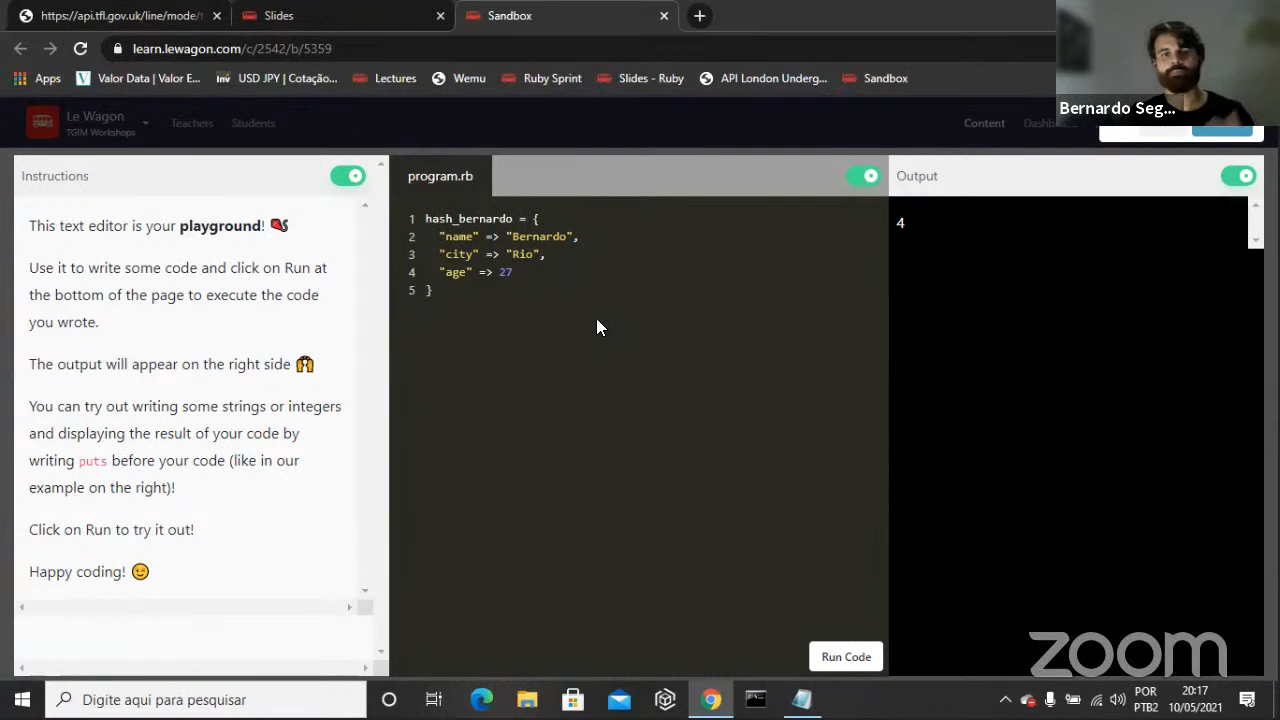 https://api.tfl.gov.uk/line/mode/t
Slides
Sandbox
learn.lewagon.com/c/2542/b/5359
Apps
Valor Data | Valor E...
USD JPY | Cotação...
Lectures
Wemu
Ruby Sprint
Slides - Ruby
API London Underg...
Sandbox
Bernardo Seg...
Le Wagon
TGIM Workshops
Teachers
Students
Content
Instructions
This text editor is your playground!
Use it to write some code and click on Run at
the bottom of the page to execute the code
you wrote.
The output will appear on the right side
You can try out writing some strings or integers
and displaying the result of your code by
writing puts before your code (like in our
example on the right)!
Click on Run to try it out!
Happy coding!
program.rb
1 hash_bernardo = {
2 "name" => "Bernardo",
3 "city" => "Rio",
4 "age" => 27
5 }
Run Code
Output
4
zoom
Digite aqui para pesquisar
POR
PTB2
20:17
10/05/2021